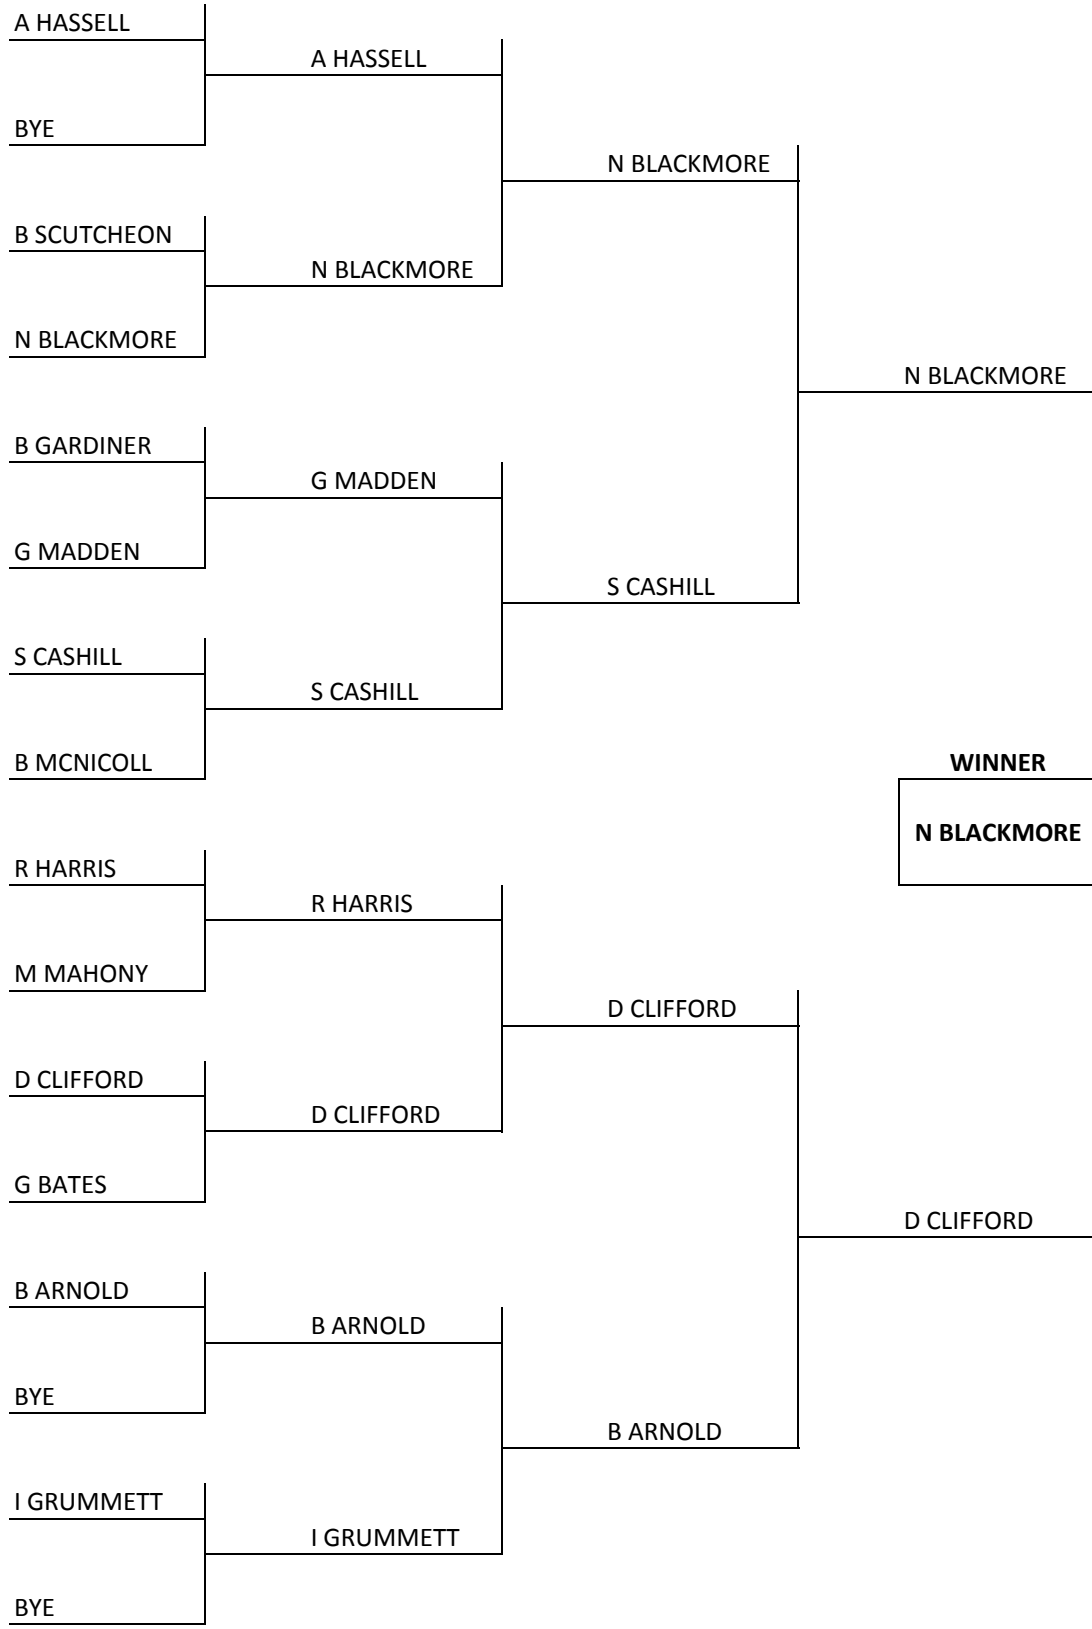 A HASSELL
A HASSELL
BYE
N BLACKMORE
B SCUTCHEON
N BLACKMORE
N BLACKMORE
N BLACKMORE
B GARDINER
G MADDEN
G MADDEN
S CASHILL
S CASHILL
S CASHILL
B MCNICOLL
WINNER
N BLACKMORE
R HARRIS
R HARRIS
M MAHONY
D CLIFFORD
D CLIFFORD
D CLIFFORD
G BATES
D CLIFFORD
B ARNOLD
B ARNOLD
BYE
B ARNOLD
I GRUMMETT
I GRUMMETT
BYE